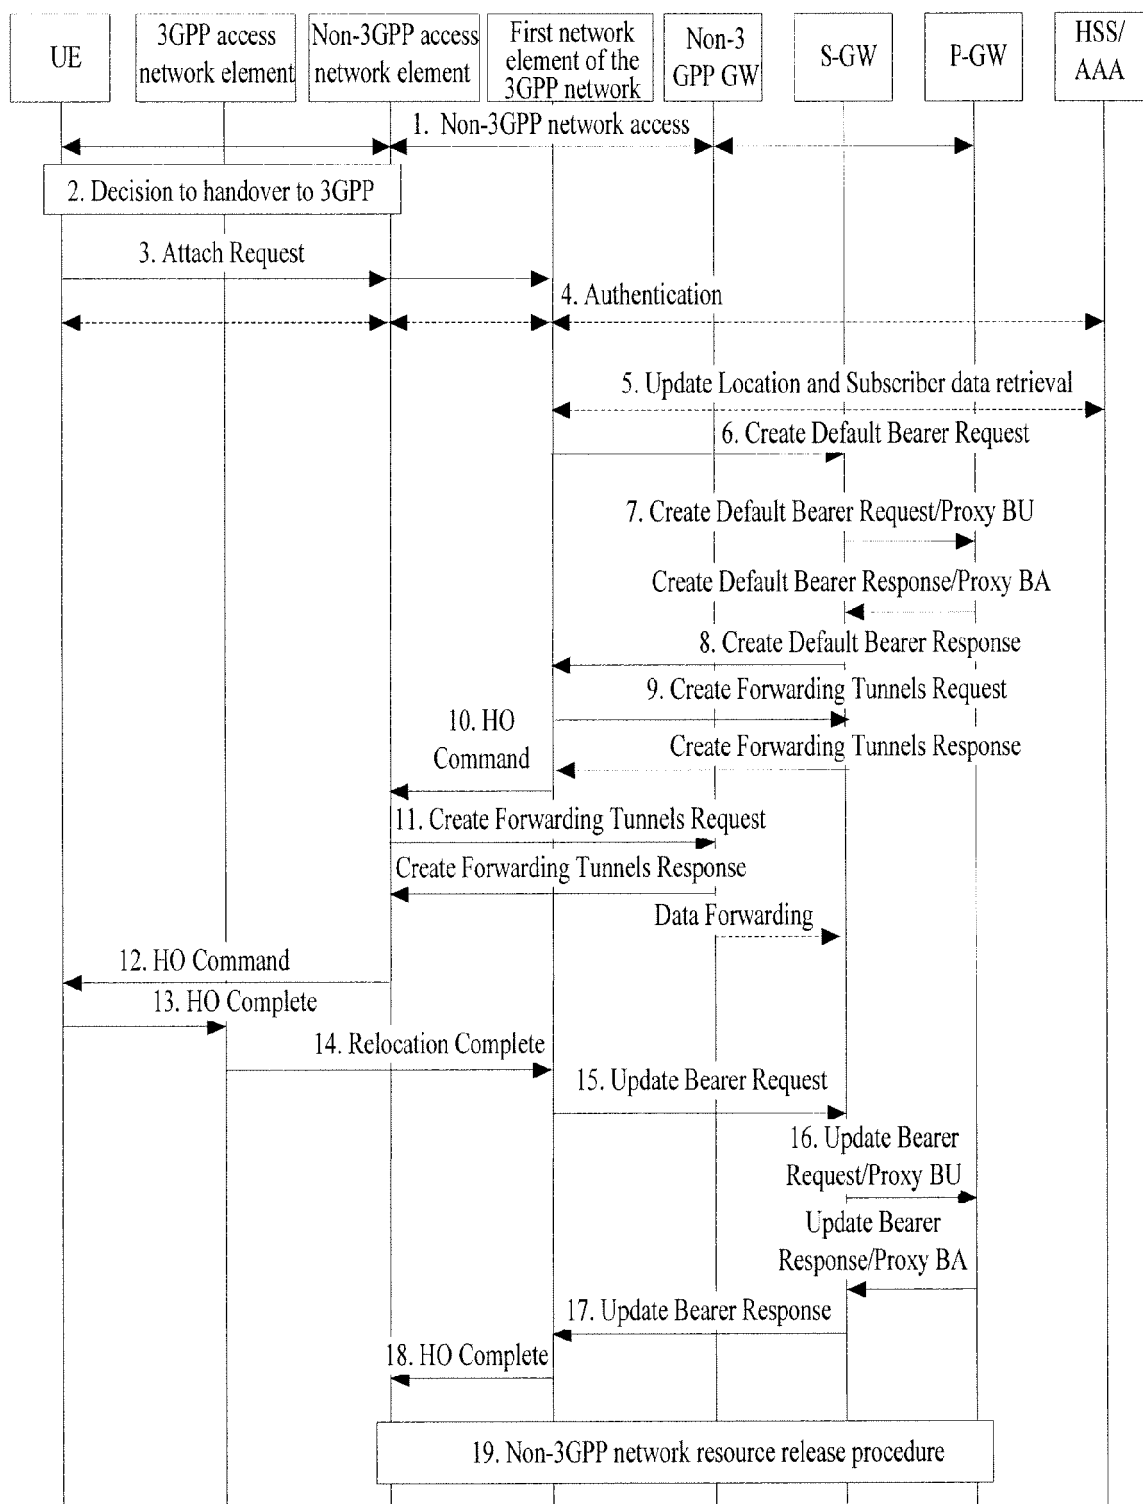 UE
3GPP access
network element
Non-3GPP access
network element
First network
element of the
3GPP network
Non-3
GPP GW
S-GW
P-GW
HSS/
AAA
1. Non-3GPP network access
2. Decision to handover to 3GPP
3. Attach Request
4. Authentication
5. Update Location and Subscriber data retrieval
6. Create Default Bearer Request
7. Create Default Bearer Request/Proxy BU
Create Default Bearer Response/Proxy BA
8. Create Default Bearer Response
9. Create Forwarding Tunnels Request
10. HO
Command
Create Forwarding Tunnels Response
11. Create Forwarding Tunnels Request
Create Forwarding Tunnels Response
Data Forwarding
12. HO Command
13. HO Complete
14. Relocation Complete
15. Update Bearer Request
16. Update Bearer
Request/Proxy BU
Update Bearer
Response/Proxy BA
17. Update Bearer Response
18. HO Complete
19. Non-3GPP network resource release procedure